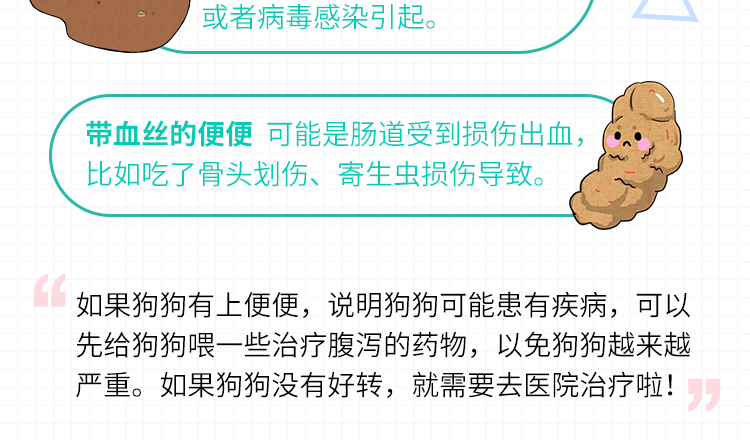 或者病毒感染引起。
带血丝的便便 可能是肠道受到损伤出血，
比如吃了骨头划伤、寄生虫损伤导致。
如果狗狗有上便便，说明狗狗可能患有疾病，可以
先给狗狗喂一些治疗腹泻的药物，以免狗狗越来越
严重。如果狗狗没有好转，就需要去医院治疗啦！